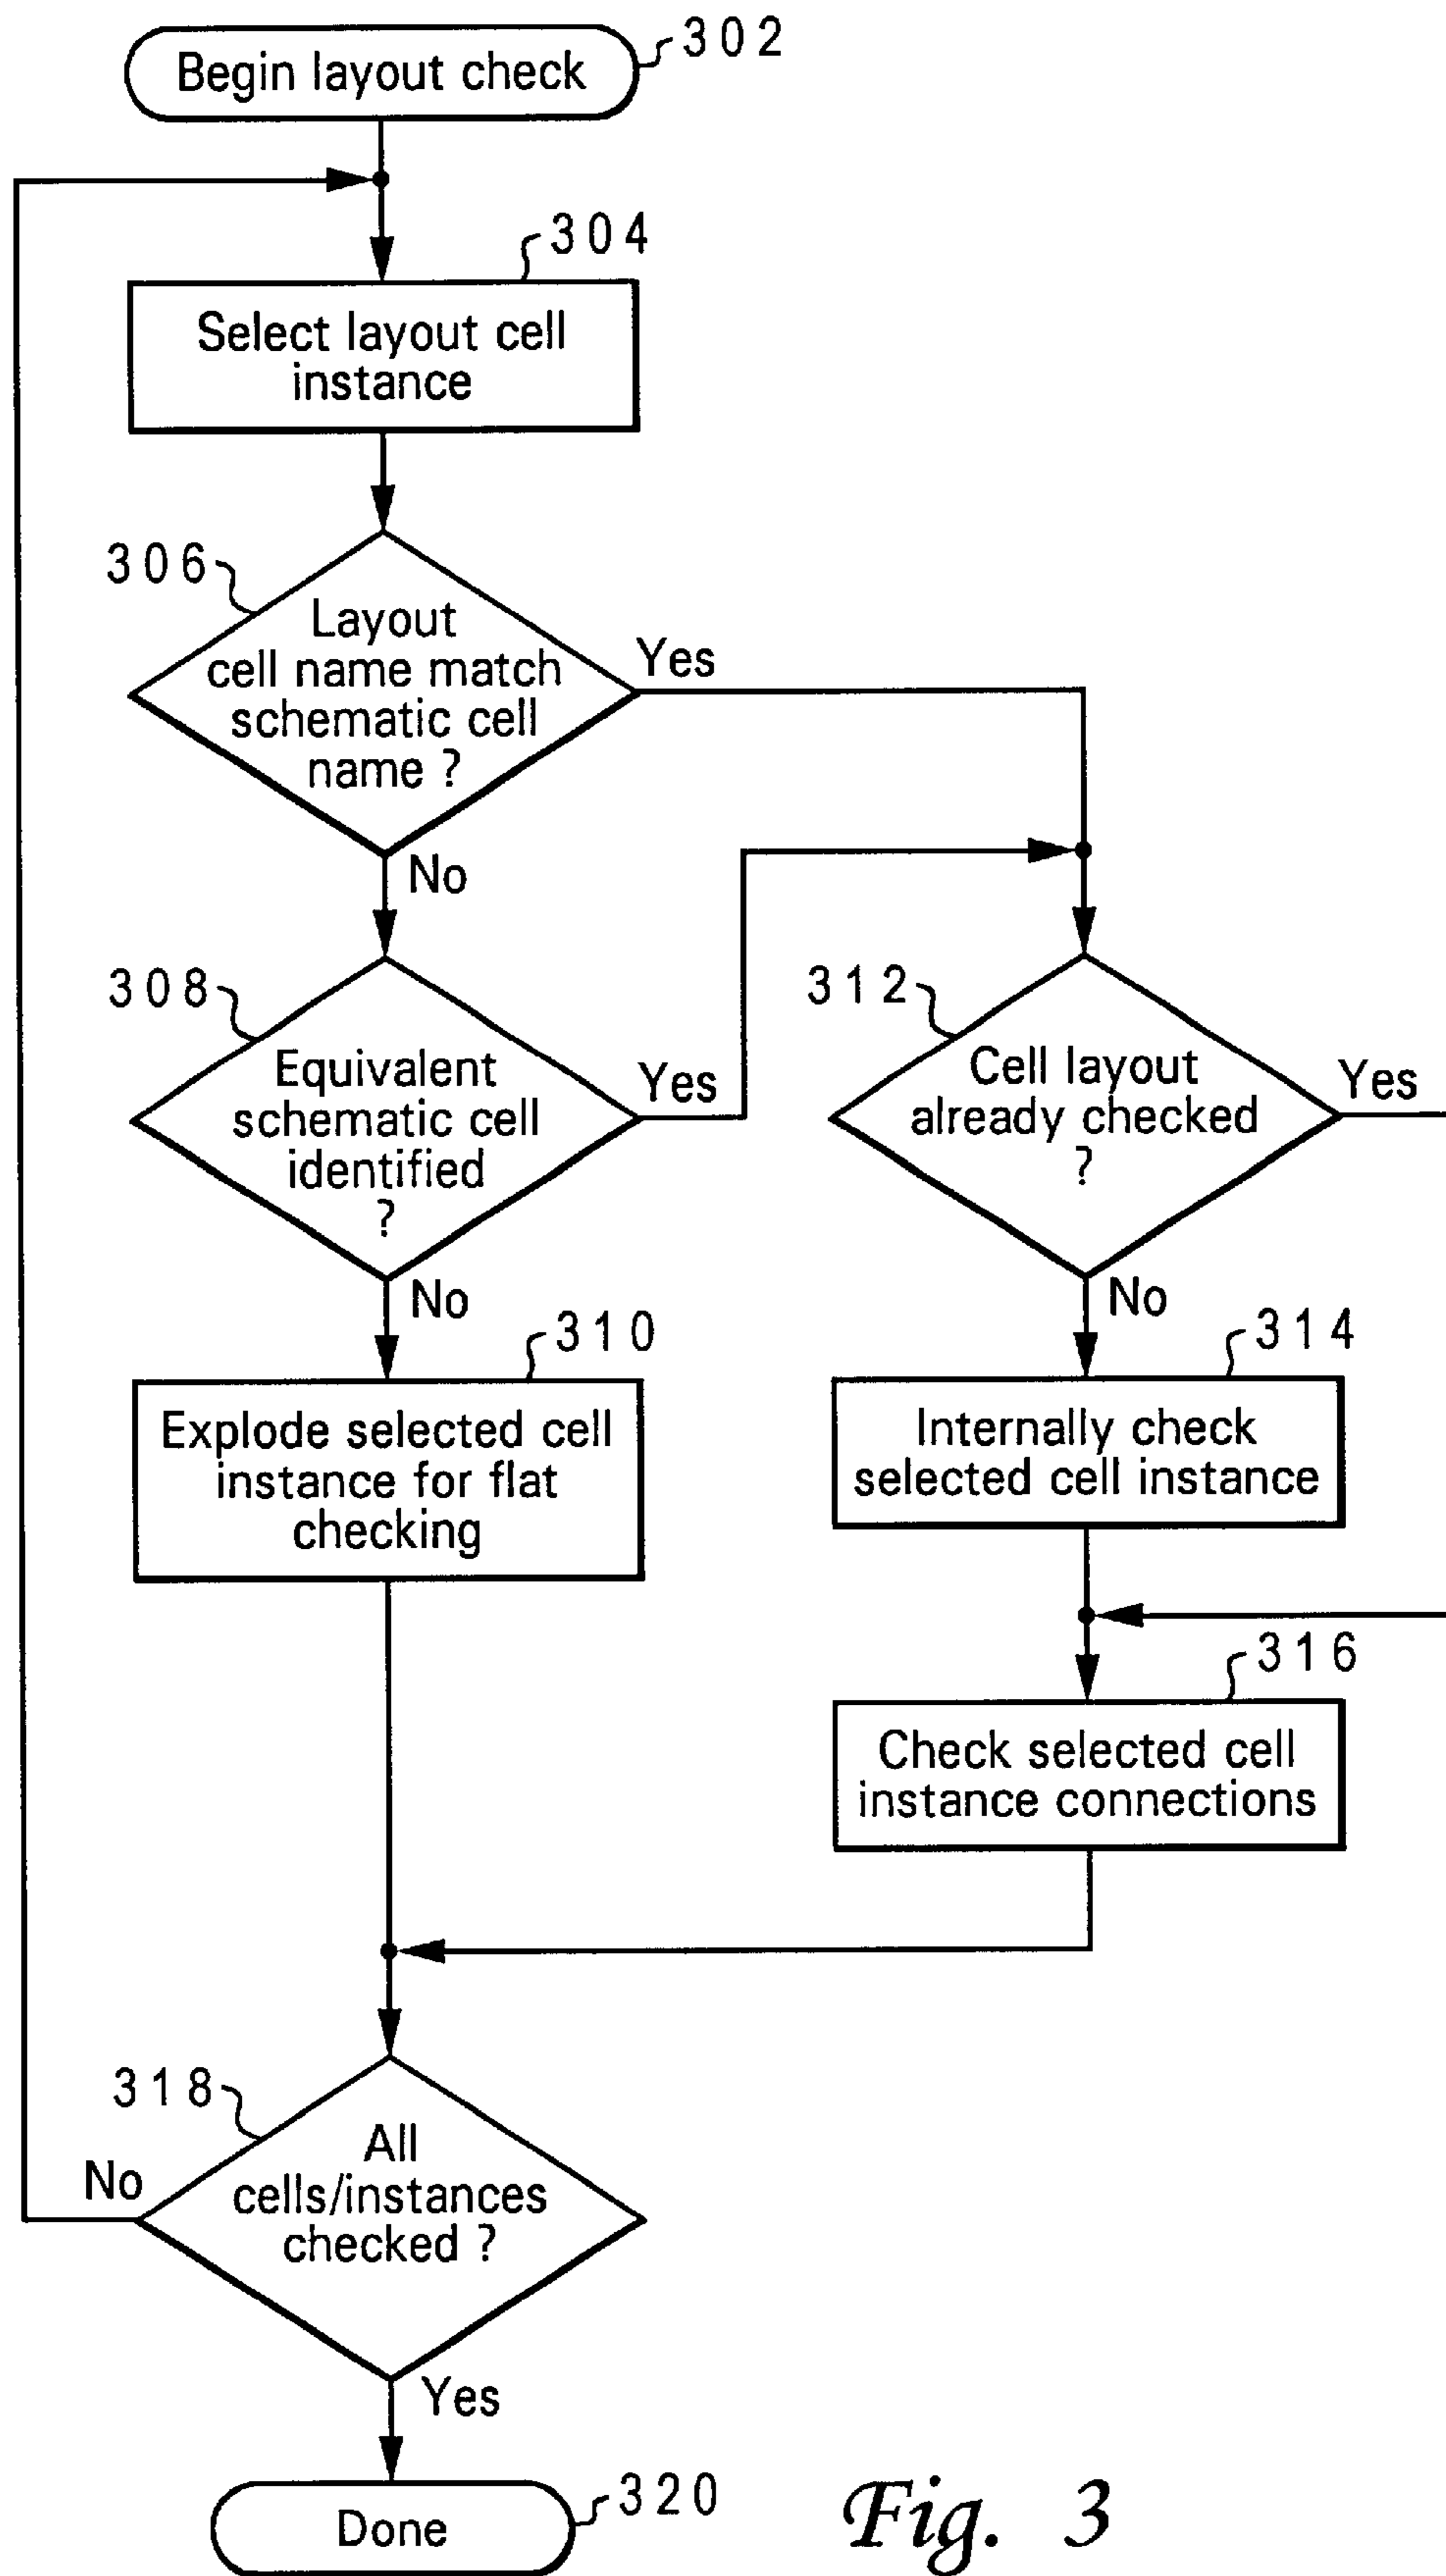 Begin layout check
302
304
Select layout cell
instance
306
Layout
cell name match
schematic cell
name ?
Yes
No
308
Equivalent
schematic cell
identified
?
Yes
No
312
Cell layout
already checked
?
Yes
No
310
Explode selected cell
instance for flat
checking
314
Internally check
selected cell instance
316
Check selected cell
instance connections
318
All
cells/instances
checked ?
No
Yes
Done
320
Fig. 3